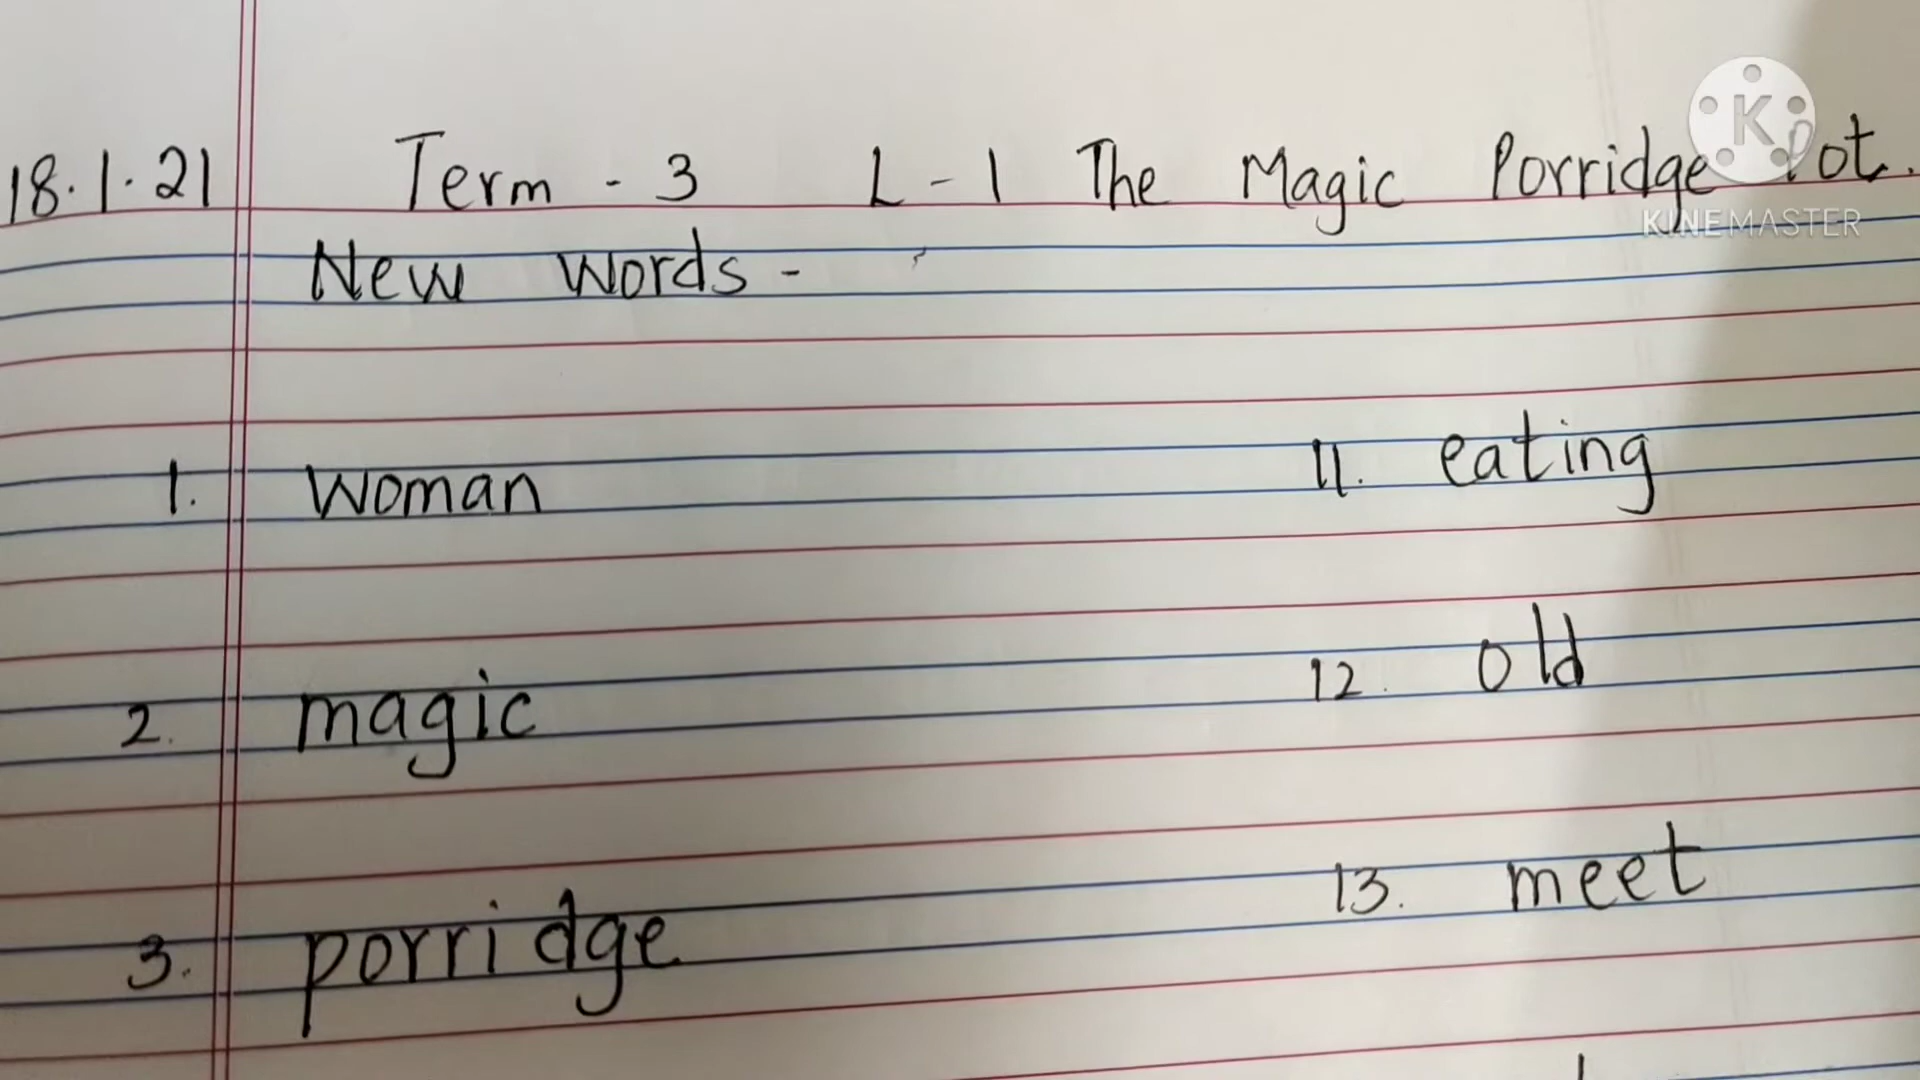 18.1.21 Term - 3 L - 1 The Magic Porridge Pot.
New Words -
1. woman
2. magic
3. porridge
11. eating
12. old
13. meet
K
KINEMASTER